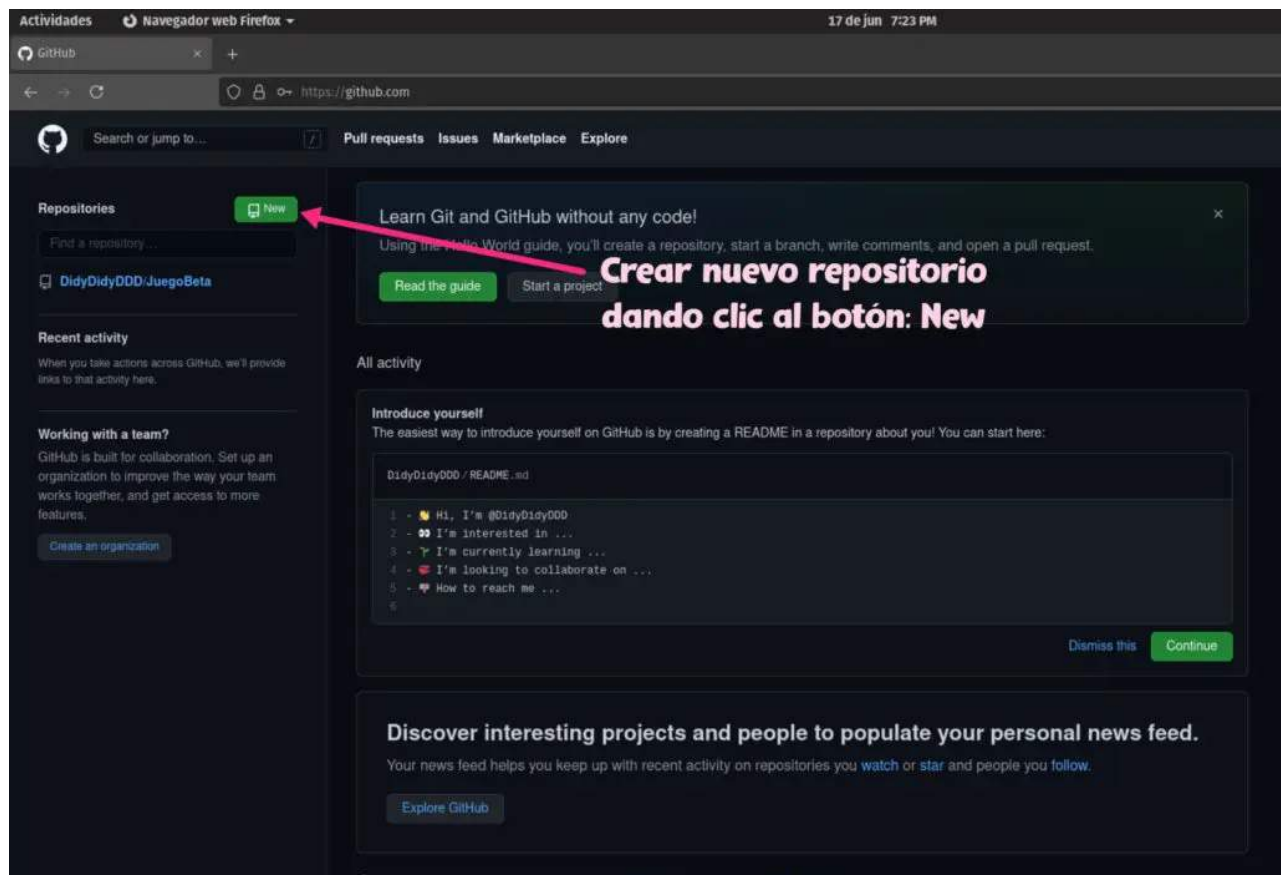 Actividades Navegador web Firefox
17 de jun 7:23 PM
GitHub
https://github.com
Search or jump to... /
Pull requests Issues Marketplace Explore
Repositories
New
Find a repository...
DidyDidyDDD/JuegoBeta
Recent activity
When you take actions across GitHub, we'll provide
links to that activity here.
Working with a team?
GitHub is built for collaboration. Set up an
organization to improve the way your team
works together, and get access to more
features.
Create an organization
Learn Git and GitHub without any code!
Using the Hello World guide, you'll create a repository, start a branch, write comments, and open a pull request.
Read the guide Start a project
Crear nuevo repositorio
dando clic al botón: New
All activity
Introduce yourself
The easiest way to introduce yourself on GitHub is by creating a README in a repository about you! You can start here:
DidyDidyDDD/README.md
1 - 👋 Hi, I'm @DidyDidyDDD
2 - 👀 I'm interested in ...
3 - 🌱 I'm currently learning ...
4 - 💞️ I'm looking to collaborate on ...
5 - 📫 How to reach me ...
6
Dismiss this Continue
Discover interesting projects and people to populate your personal news feed.
Your news feed helps you keep up with recent activity on repositories you watch or star and people you follow.
Explore GitHub